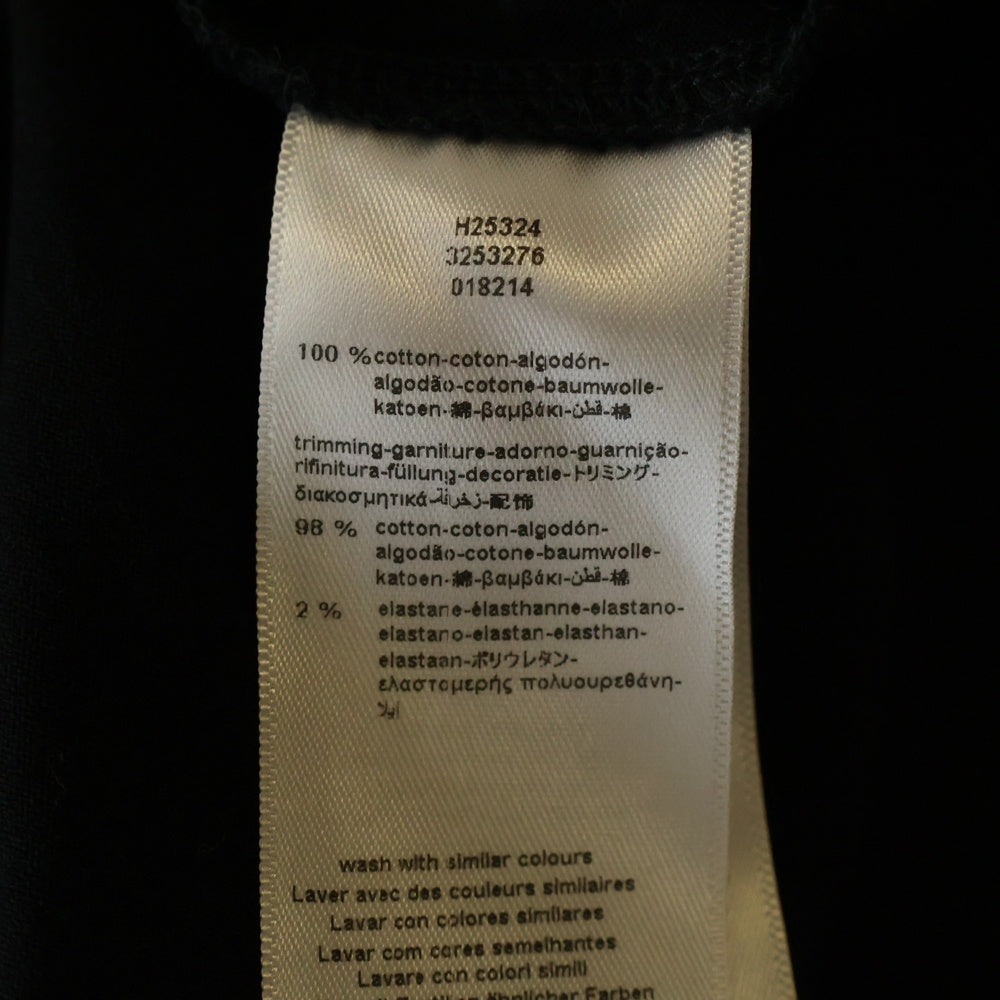 H25324
3253276
018214
100 % cotton-coton-algodón-
algodão-cotone-baumwolle-
katoen-綿-βαμβάκι-قطن-棉
trimming-garniture-adorno-guarnição-
rifinitura-füllung-decoratie-トリミング-
διακοσμητικά-زخرفة-配饰
98 % cotton-coton-algodón-
algodão-cotone-baumwolle-
katoen-綿-βαμβάκι-قطن-棉
2 % elastane-élasthanne-elastano-
elastano-elastan-elasthan-
elastaan-ポリウレタン-
ελαστομερής πολυουρεθάνη-
wash with similar colours
Laver avec des couleurs similaires
Lavar con colores similares
Lavar com cores semelhantes
Lavare con colori simili
ähnlicher Farben